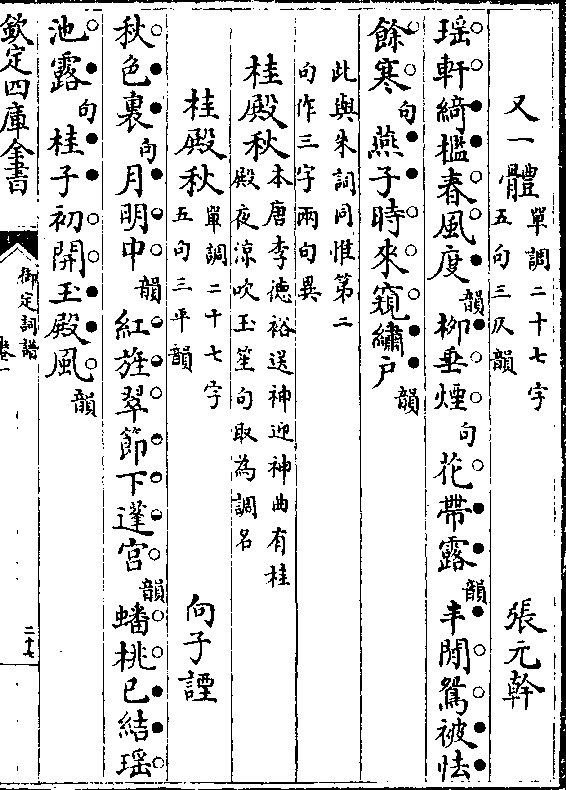 又一體 單調二十七字
五句三仄韻 張元幹
瑶軒綺檻春風度韻栁垂煙句花帶露韻半閒鴛被怯
餘寒句燕子時來窺繡戶韻
此與朱詞同惟第二
句作三字兩句異
桂殿秋 本唐李德裕送神迎神曲有桂
殿夜涼吹玉笙句取為調名
桂殿秋 單調二十七字
五句三平韻 向子諲
秋色裏句月明中韻紅旌翠節下蓬宮韻蟠桃已結瑶
池露句桂子初開玉殿風韻
欽定四庫全書
御定詞譜
卷一